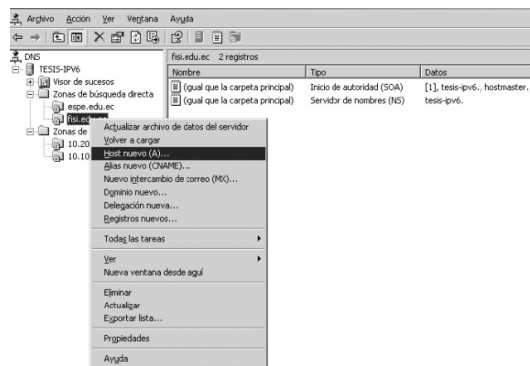 Archivo Acción Ver Ventana Ayuda
DNS
TESIS-IPV6
Visor de sucesos
Zonas de búsqueda directa
espe.edu.ec
fisi.edu.ec
Zonas de
10.20
10.10
fisi.edu.ec 2 registros
Nombre Tipo Datos
(igual que la carpeta principal) Inicio de autoridad (SOA) [1], tesis-ipv6., hostmaster.
(igual que la carpeta principal) Servidor de nombres (NS) tesis-ipv6.
Actualizar archivo de datos del servidor
Volver a cargar
Host nuevo (A)...
Alias nuevo (CNAME)...
Nuevo intercambio de correo (MX)...
Dominio nuevo...
Delegación nueva...
Registros nuevos...
Todas las tareas
Ver
Nueva ventana desde aquí
Eliminar
Actualizar
Exportar lista...
Propiedades
Ayuda